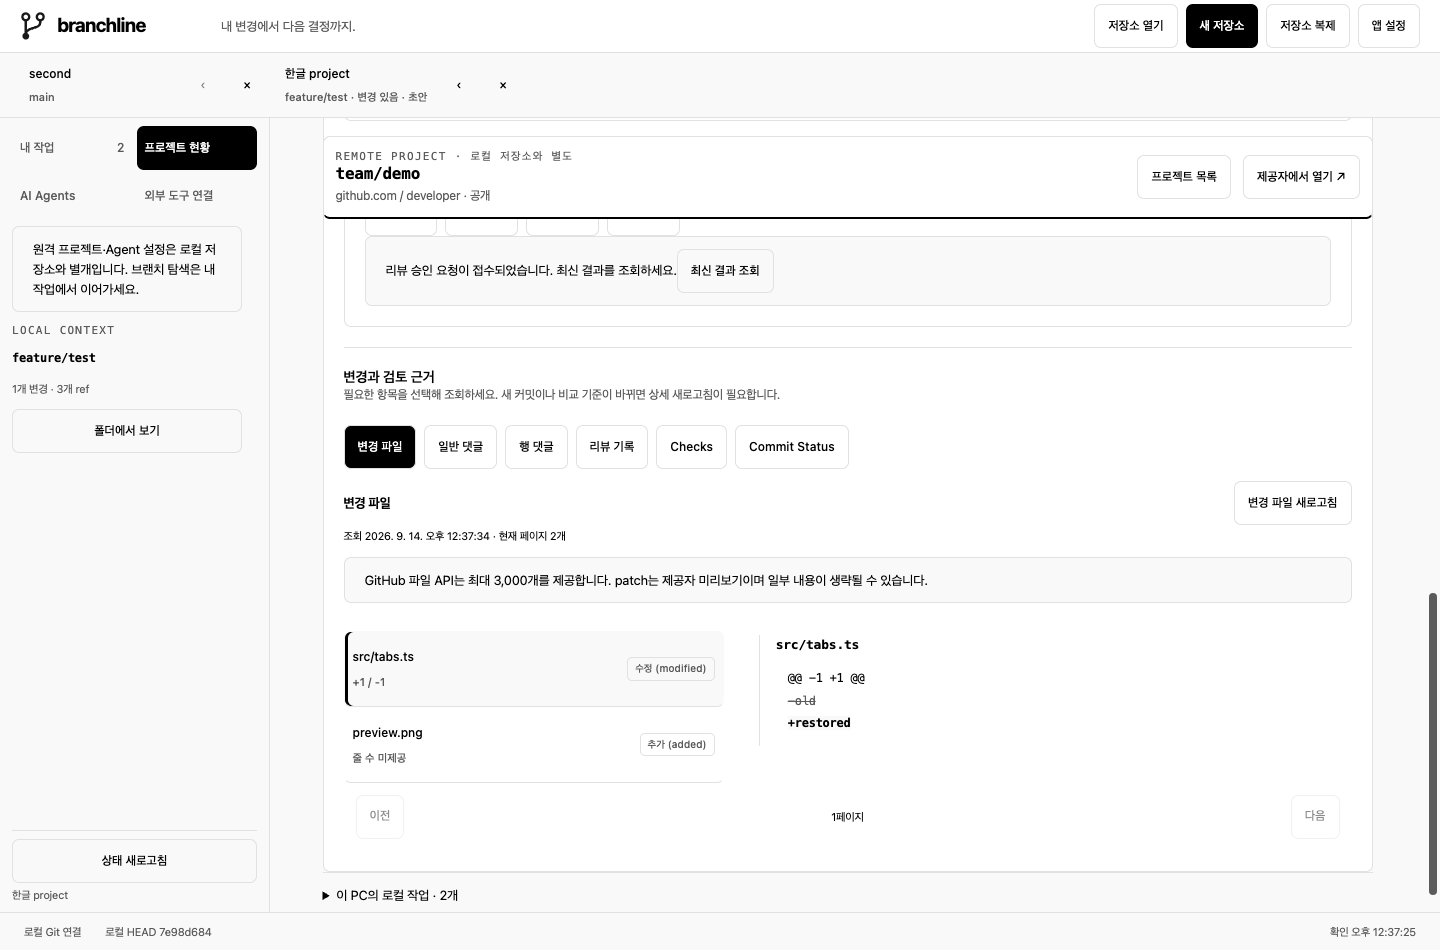 branchline
내 변경에서 다음 결정까지.
저장소 열기
새 저장소
저장소 복제
앱 설정
second
main
‹
×
한글 project
feature/test · 변경 있음 · 초안
‹
×
내 작업 2
프로젝트 현황
AI Agents
외부 도구 연결
원격 프로젝트·Agent 설정은 로컬 저
장소와 별개입니다. 브랜치 탐색은 내
작업에서 이어가세요.
LOCAL CONTEXT
feature/test
1개 변경 · 3개 ref
폴더에서 보기
상태 새로고침
한글 project
REMOTE PROJECT · 로컬 저장소와 별도
team/demo
github.com / developer · 공개
프로젝트 목록
제공자에서 열기 ↗
리뷰 승인 요청이 접수되었습니다. 최신 결과를 조회하세요.
최신 결과 조회
변경과 검토 근거
필요한 항목을 선택해 조회하세요. 새 커밋이나 비교 기준이 바뀌면 상세 새로고침이 필요합니다.
변경 파일
일반 댓글
행 댓글
리뷰 기록
Checks
Commit Status
변경 파일
변경 파일 새로고침
조회 2026. 9. 14. 오후 12:37:34 · 현재 페이지 2개
GitHub 파일 API는 최대 3,000개를 제공합니다. patch는 제공자 미리보기이며 일부 내용이 생략될 수 있습니다.
src/tabs.ts
+1 / -1
수정 (modified)
preview.png
줄 수 미제공
추가 (added)
src/tabs.ts
@@ -1 +1 @@
-old
+restored
이전
1페이지
다음
▶ 이 PC의 로컬 작업 · 2개
로컬 Git 연결
로컬 HEAD 7e98d684
확인 오후 12:37:25